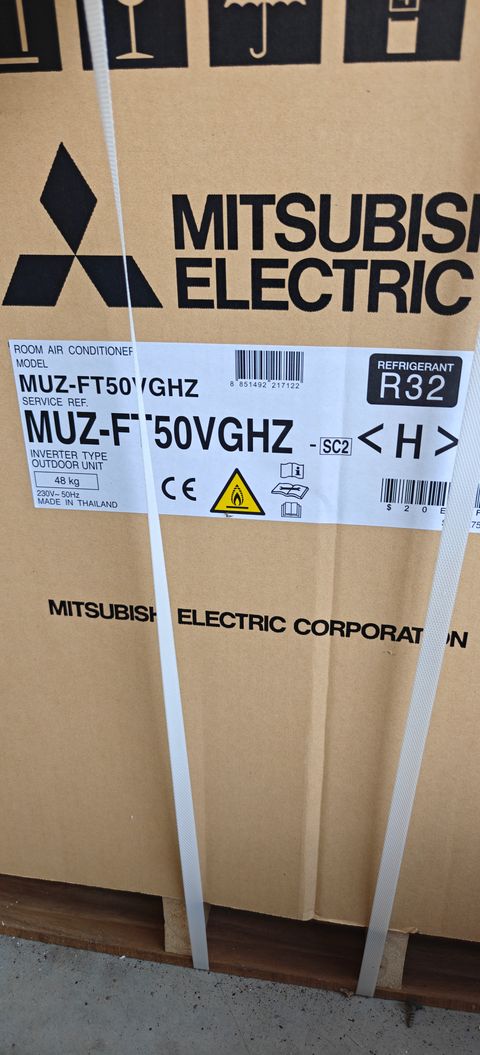 MITSUBISH
ELECTRIC
ROOM AIR CONDITIONER
MODEL
MUZ-FT50VGHZ
8 851492 217122
REFRIGERANT
R32
SERVICE REF.
MUZ-FT50VGHZ - SC2 <H>
INVERTER TYPE
OUTDOOR UNIT
48 kg
230V~ 50Hz
MADE IN THAILAND
CE
MITSUBISHI ELECTRIC CORPORATION